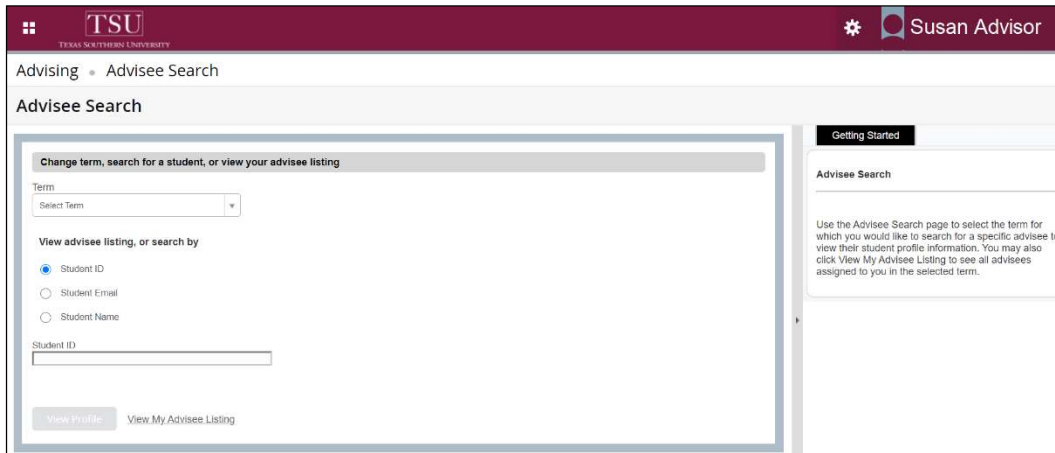 TSU
TEXAS SOUTHERN UNIVERSITY
Susan Advisor
Advising • Advisee Search
Advisee Search
Change term, search for a student, or view your advisee listing
Term
Select Term
View advisee listing, or search by
Student ID
Student Email
Student Name
Student ID
View Profile
View My Advisee Listing
Getting Started
Advisee Search
Use the Advisee Search page to select the term for
which you would like to search for a specific advisee t
view their student profile information. You may also
click View My Advisee Listing to see all advisees
assigned to you in the selected term.